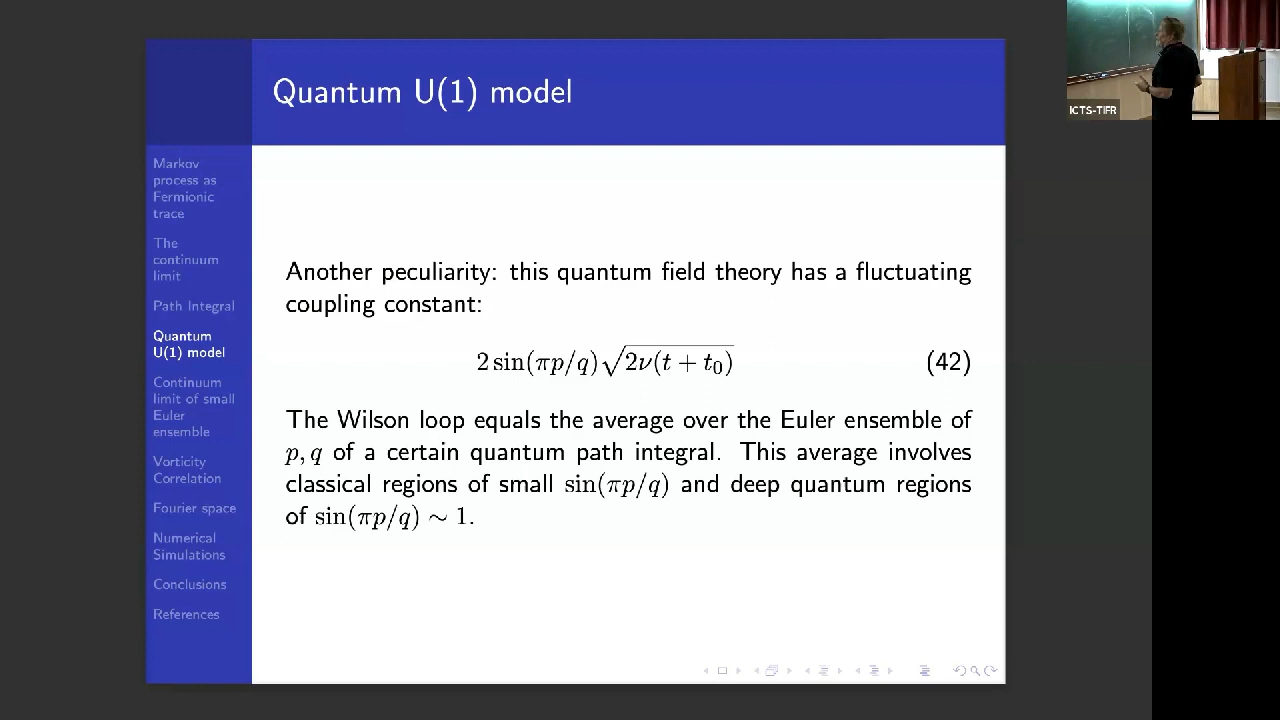 Quantum U(1) model
Markov
process as
Fermionic
trace
The
continuum
limit
Path Integral
Quantum
U(1) model
Continuum
limit of small
Euler
ensemble
Vorticity
Correlation
Fourier space
Numerical
Simulations
Conclusions
References
Another peculiarity: this quantum field theory has a fluctuating
coupling constant:
2 sin(πp/q)√2ν(t + t₀) (42)
The Wilson loop equals the average over the Euler ensemble of
p, q of a certain quantum path integral. This average involves
classical regions of small sin(πp/q) and deep quantum regions
of sin(πp/q) ∼ 1.
ICTS-TIFR